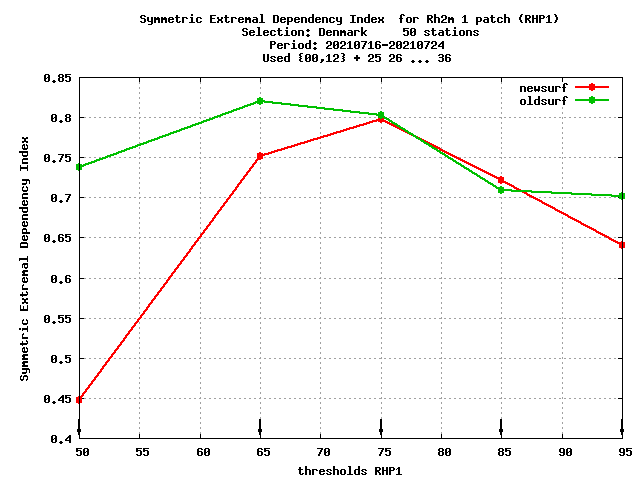 Symmetric Extremal Dependency Index  for Rh2m 1 patch (RHP1)
Selection: Denmark     50 stations
Period: 20210716-20210724
Used {00,12} + 25 26 ... 36
newsurf
oldsurf
Symmetric Extremal Dependency Index
0.85
0.8
0.75
0.7
0.65
0.6
0.55
0.5
0.45
0.4
50 55 60 65 70 75 80 85 90 95
thresholds RHP1